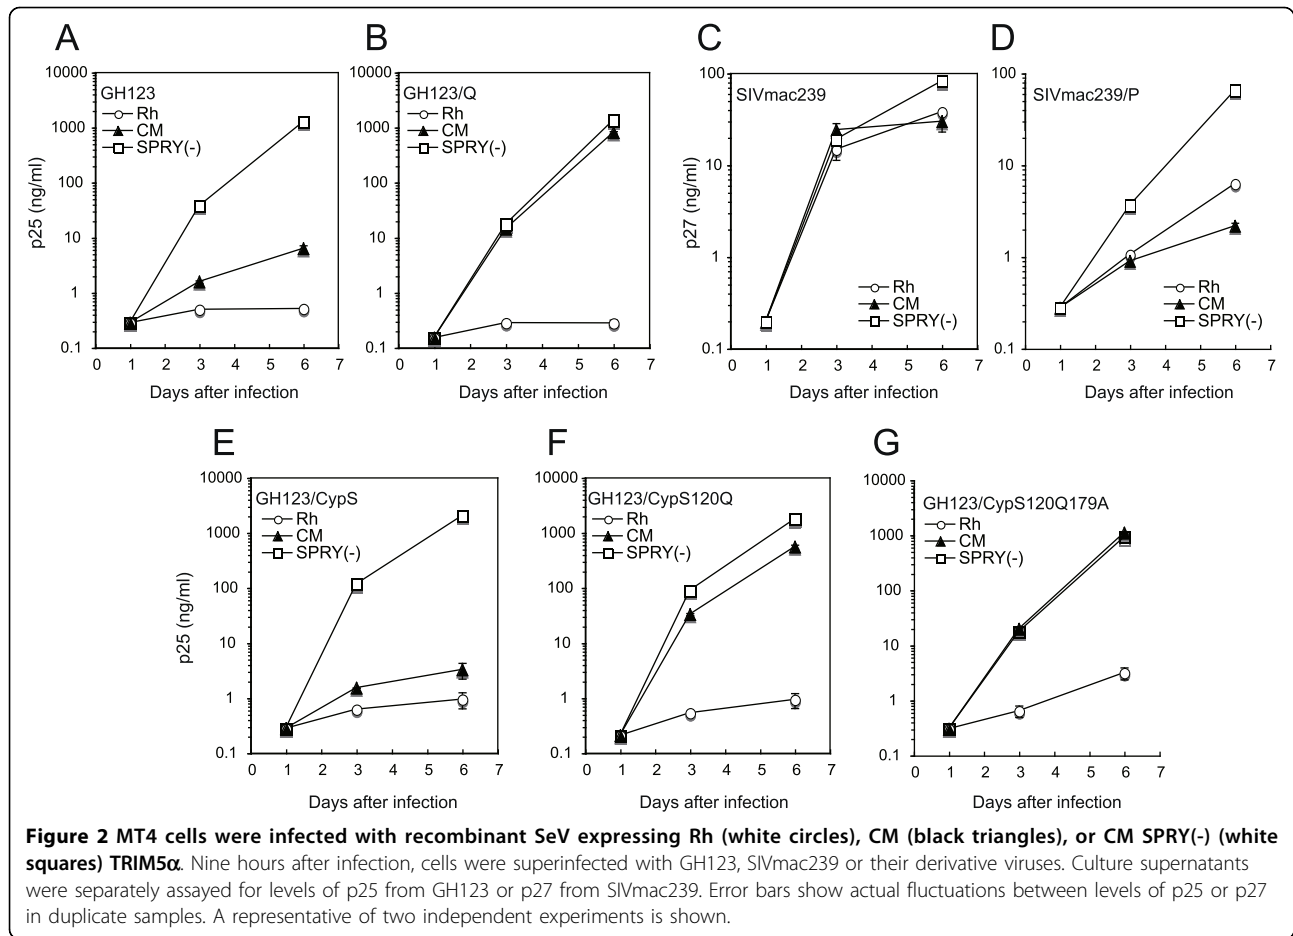 A
10000
1000
100
10
1
0.1
p25 (ng/ml)
GH123
Rh
CM
SPRY(-)
0 1 2 3 4 5 6 7
Days after infection
B
10000
1000
100
10
1
0.1
GH123/Q
Rh
CM
SPRY(-)
0 1 2 3 4 5 6 7
Days after infection
C
100
10
1
0.1
p27 (ng/ml)
SIVmac239
Rh
CM
SPRY(-)
0 1 2 3 4 5 6 7
Days after infection
D
100
10
1
0.1
SIVmac239/P
Rh
CM
SPRY(-)
0 1 2 3 4 5 6 7
Days after infection
E
10000
1000
100
10
1
0.1
p25 (ng/ml)
GH123/CypS
Rh
CM
SPRY(-)
0 1 2 3 4 5 6 7
Days after infection
F
10000
1000
100
10
1
0.1
GH123/CypS120Q
Rh
CM
SPRY(-)
0 1 2 3 4 5 6 7
Days after infection
G
10000
1000
100
10
1
0.1
GH123/CypS120Q179A
Rh
CM
SPRY(-)
0 1 2 3 4 5 6 7
Days after infection
Figure 2 MT4 cells were infected with recombinant SeV expressing Rh (white circles), CM (black triangles), or CM SPRY(-) (white
squares) TRIM5α. Nine hours after infection, cells were superinfected with GH123, SIVmac239 or their derivative viruses. Culture supernatants
were separately assayed for levels of p25 from GH123 or p27 from SIVmac239. Error bars show actual fluctuations between levels of p25 or p27
in duplicate samples. A representative of two independent experiments is shown.